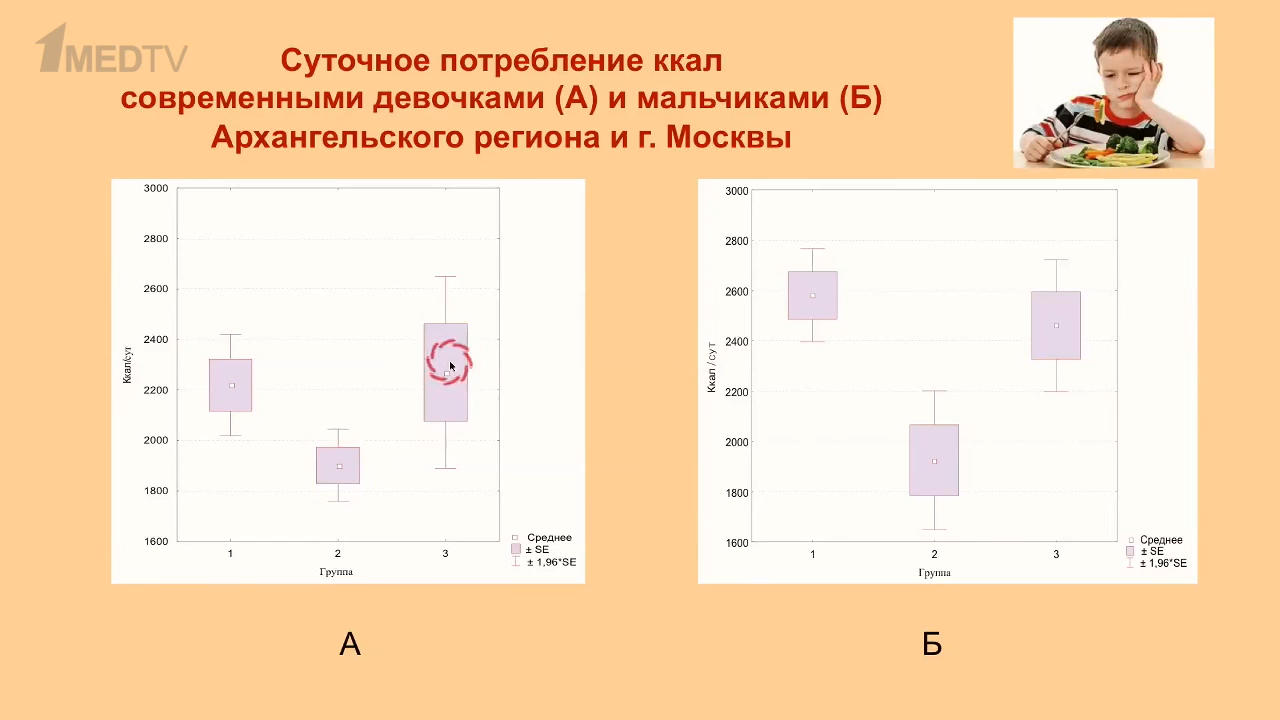 1MEDTV
Суточное потребление ккал
современными девочками (А) и мальчиками (Б)
Архангельского региона и г. Москвы
3000
2800
2600
2400
2200
2000
1800
1600
Ккал/сут
1 2 3
Группа
Среднее
± SE
± 1,96*SE
А
3000
2800
2600
2400
2200
2000
1800
1600
Ккал / сут
1 2 3
Группа
Среднее
± SE
± 1,96*SE
Б